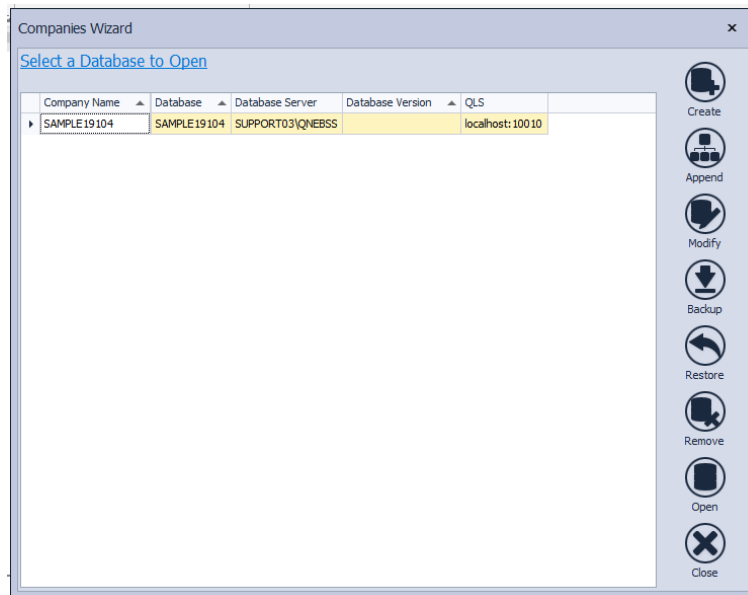 Companies Wizard
Select a Database to Open
Company Name Database Database Server Database Version QLS
SAMPLE19104 SAMPLE19104 SUPPORT03\QNEBSS localhost:10010
Create
Append
Modify
Backup
Restore
Remove
Open
Close